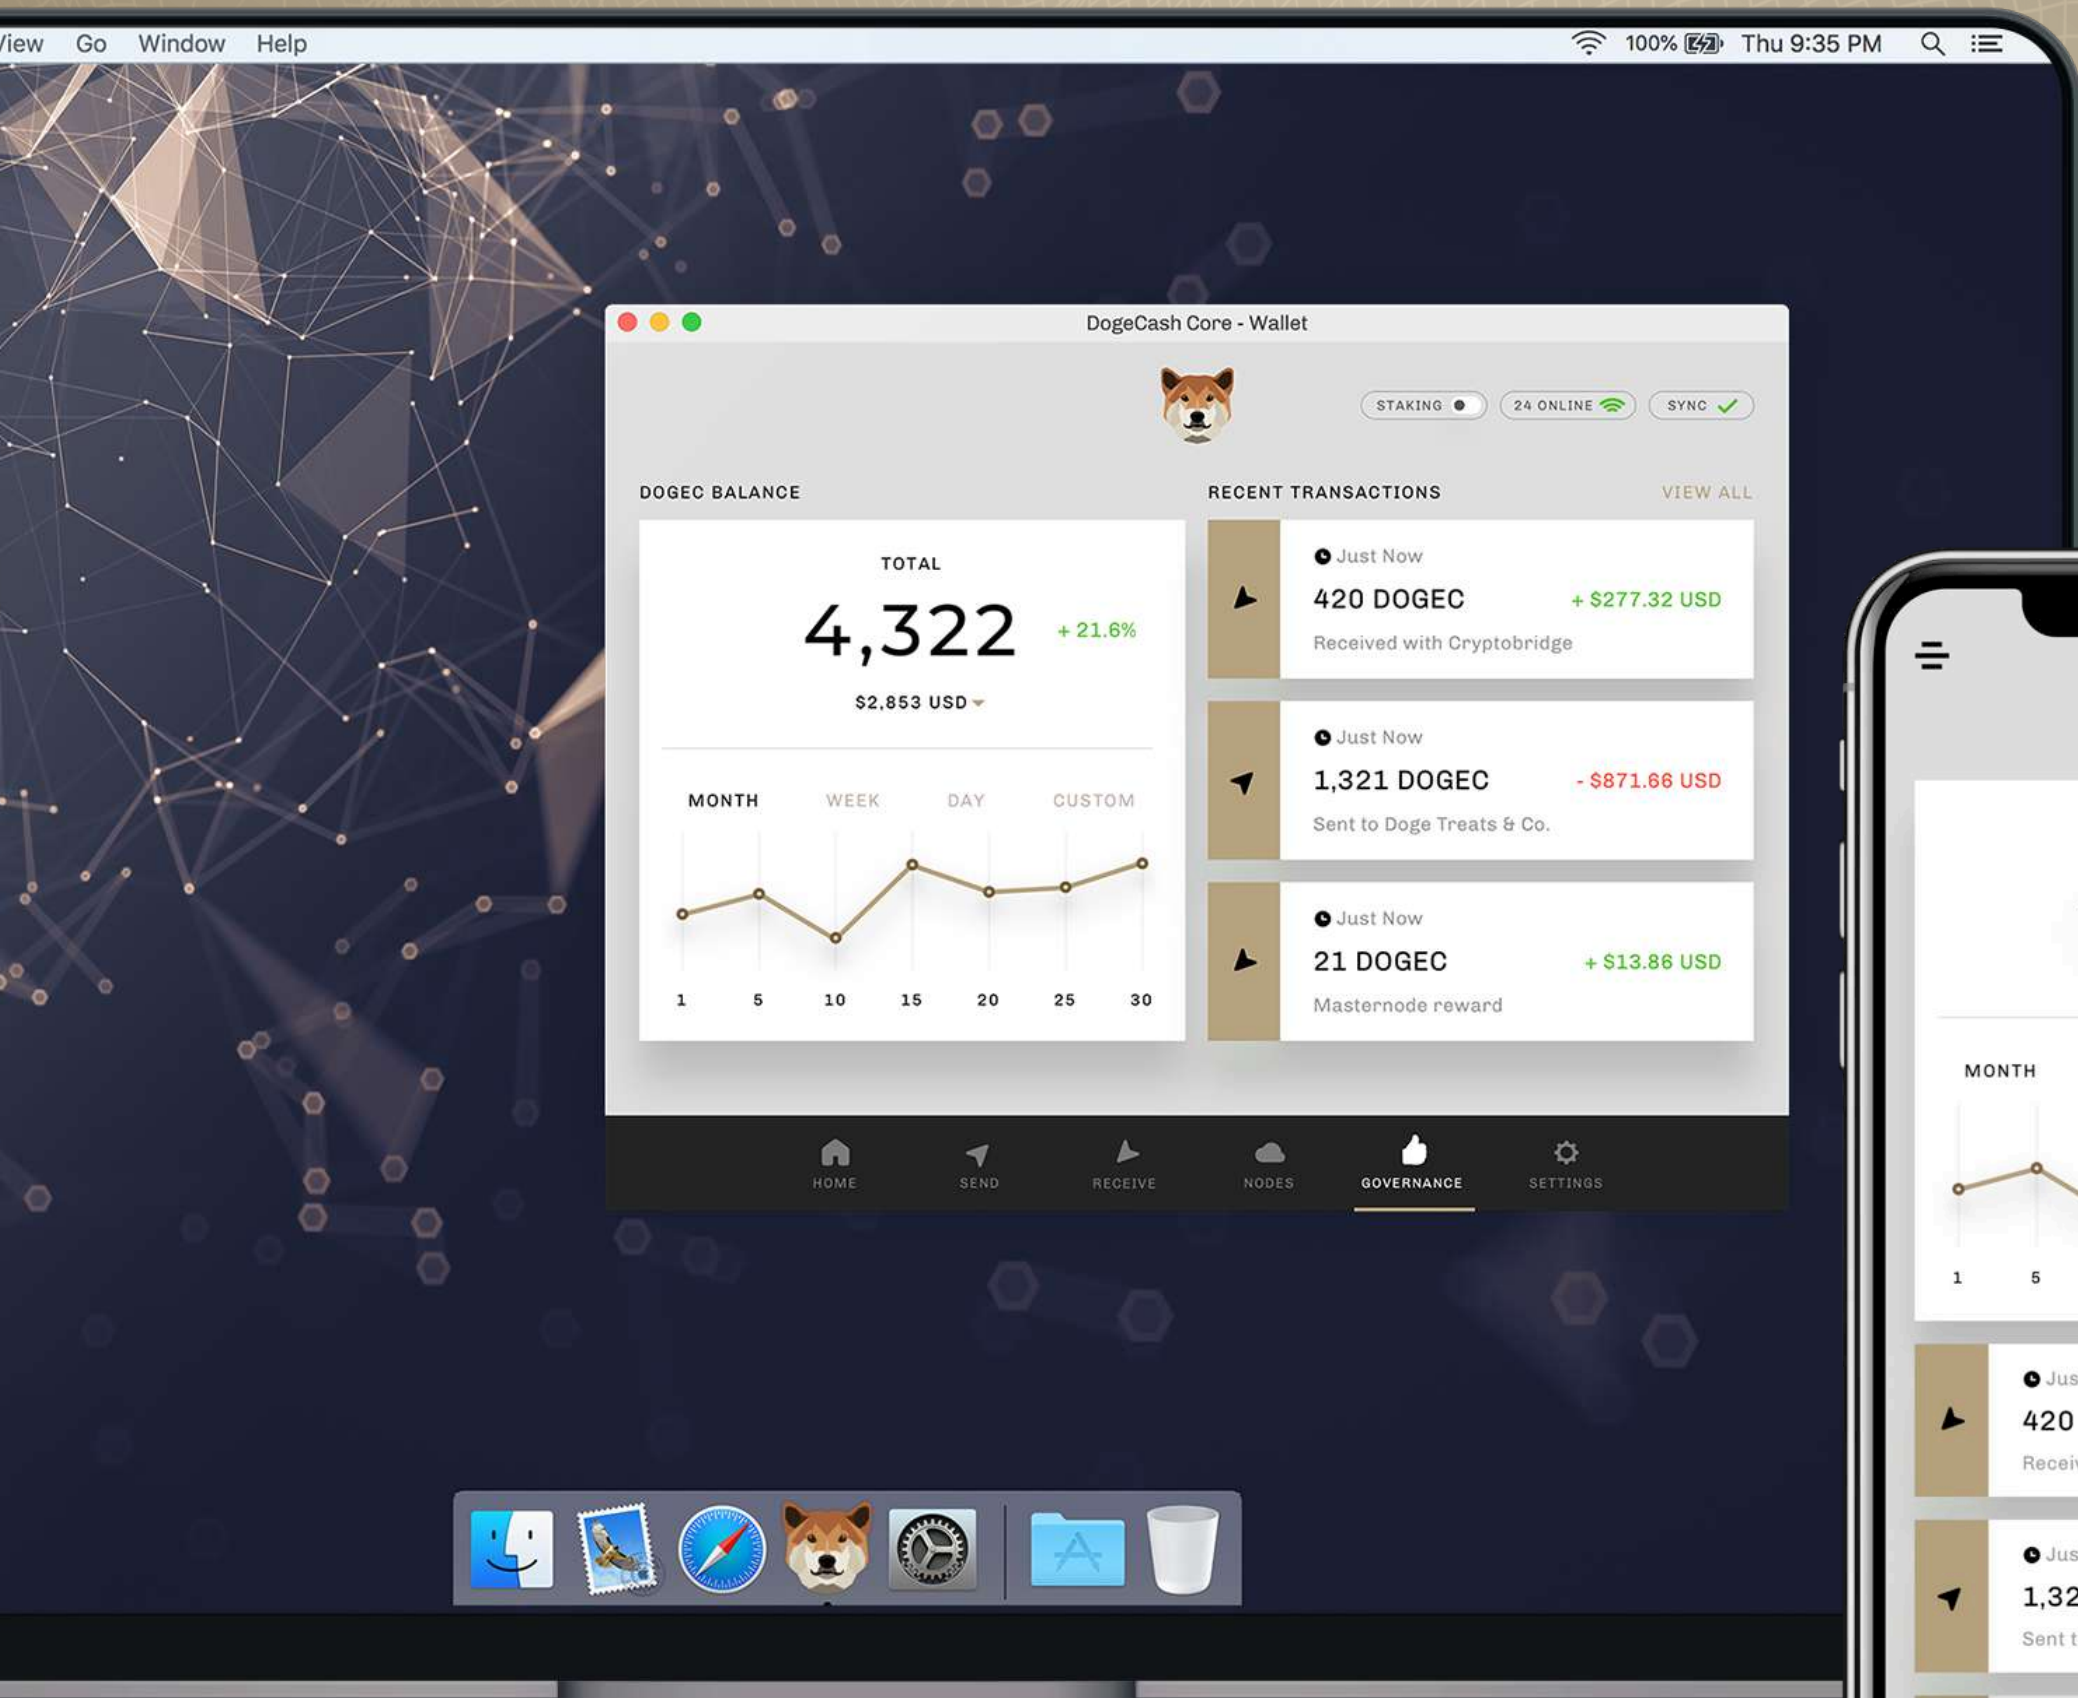 Go Window Help
100% Thu 9:35 PM
DogeCash Core - Wallet
STAKING
24 ONLINE
SYNC
DOGEC BALANCE
TOTAL
4,322
+ 21.6%
$2,853 USD
MONTH WEEK DAY CUSTOM
1 5 10 15 20 25 30
RECENT TRANSACTIONS
VIEW ALL
Just Now
420 DOGEC
+ $277.32 USD
Received with Cryptobridge
Just Now
1,321 DOGEC
- $871.66 USD
Sent to Doge Treats & Co.
Just Now
21 DOGEC
+ $13.86 USD
Masternode reward
HOME
SEND
RECEIVE
NODES
GOVERNANCE
SETTINGS
MONTH
1 5
420
Sent